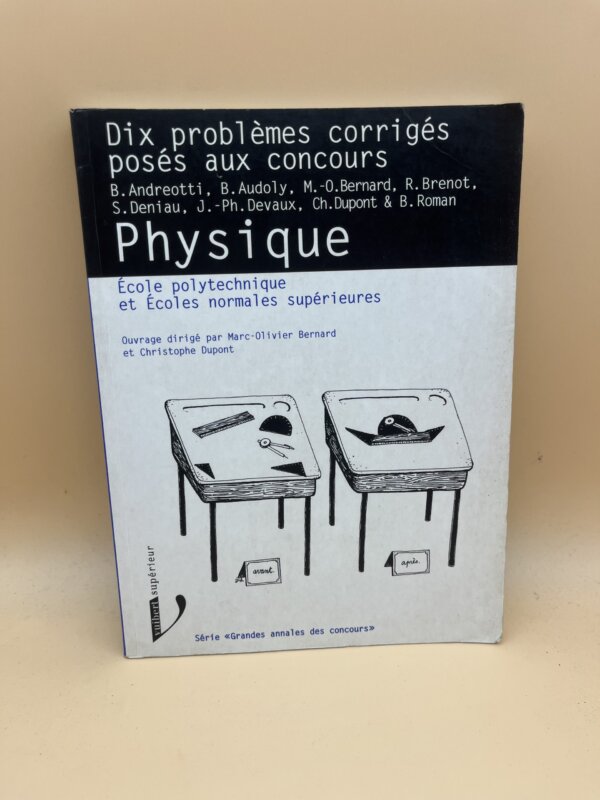 Dix problèmes corrigés
posés aux concours
B.Andreotti, B.Audoly, M.-O.Bernard, R.Brenot,
S.Deniau, J.-Ph.Devaux, Ch.Dupont & B.Roman
Physique
École polytechnique
et Écoles normales supérieures
Ouvrage dirigé par Marc-Olivier Bernard
et Christophe Dupont
avant.
après.
vuibert supérieur
Série «Grandes annales des concours»